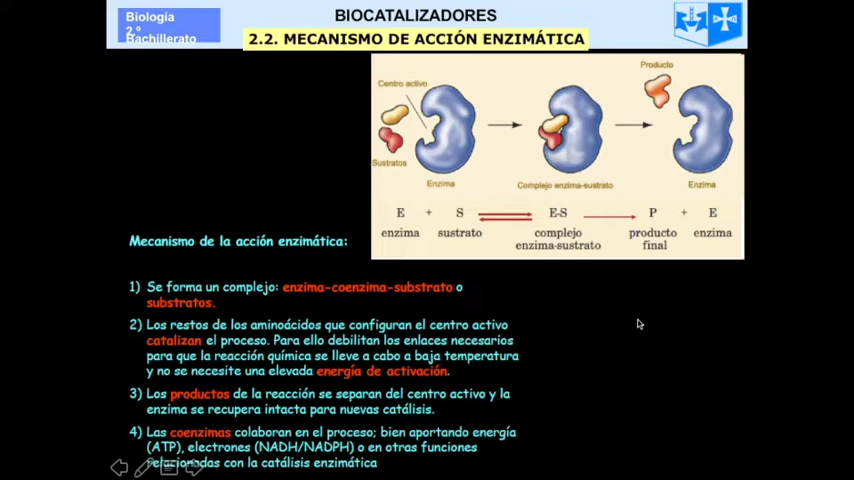 Biología
2.º
Bachillerato
BIOCATALIZADORES
2.2. MECANISMO DE ACCIÓN ENZIMÁTICA
Producto
Centro activo
Sustratos
Enzima
Complejo enzima-sustrato
Enzima
E + S E-S P + E
enzima sustrato complejo producto enzima
enzima-sustrato final
Mecanismo de la acción enzimática:
1) Se forma un complejo: enzima-coenzima-substrato o
substratos.
2) Los restos de los aminoácidos que configuran el centro activo
catalizan el proceso. Para ello debilitan los enlaces necesarios
para que la reacción química se lleve a cabo a baja temperatura
y no se necesite una elevada energía de activación.
3) Los productos de la reacción se separan del centro activo y la
enzima se recupera intacta para nuevas catálisis.
4) Las coenzimas colaboran en el proceso; bien aportando energía
(ATP), electrones (NADH/NADPH) o en otras funciones
relacionadas con la catálisis enzimática